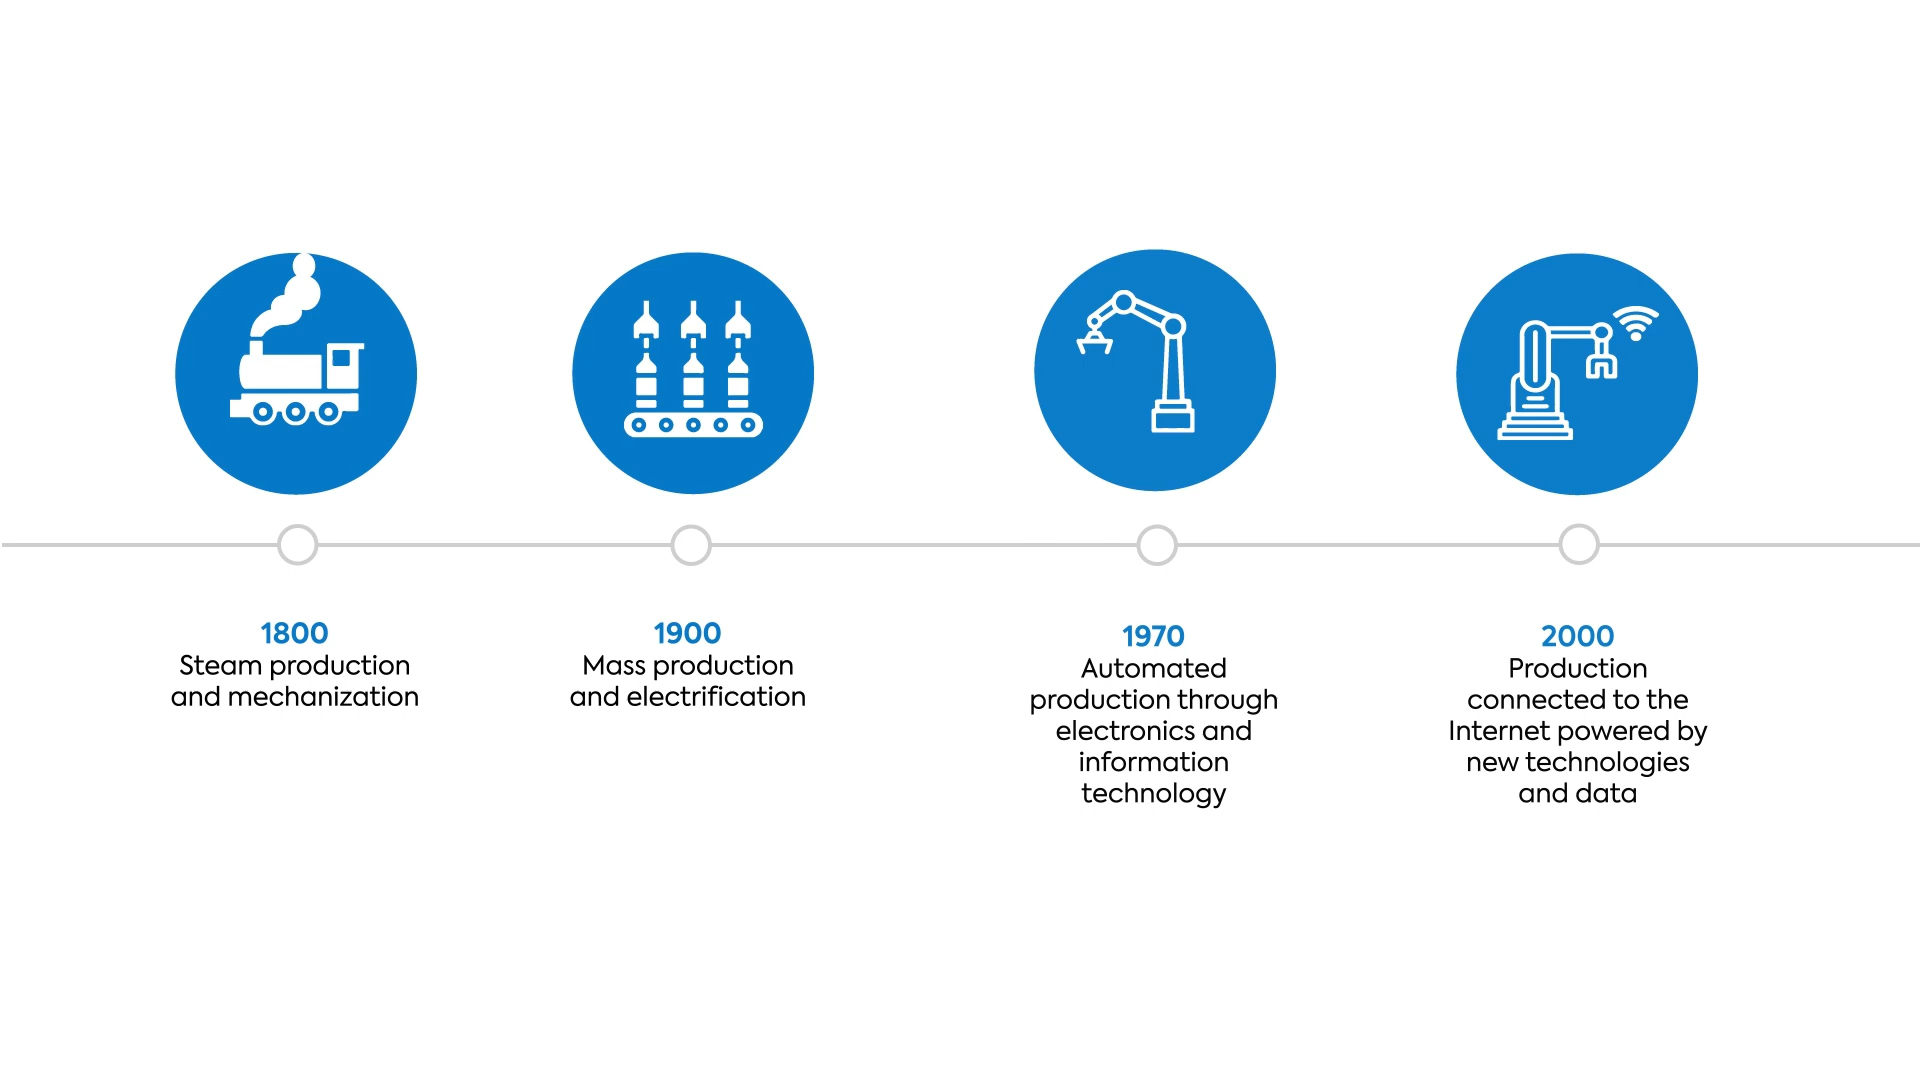 1800
Steam production
and mechanization
1900
Mass production
and electrification
1970
Automated
production through
electronics and
information
technology
2000
Production
connected to the
Internet powered by
new technologies
and data